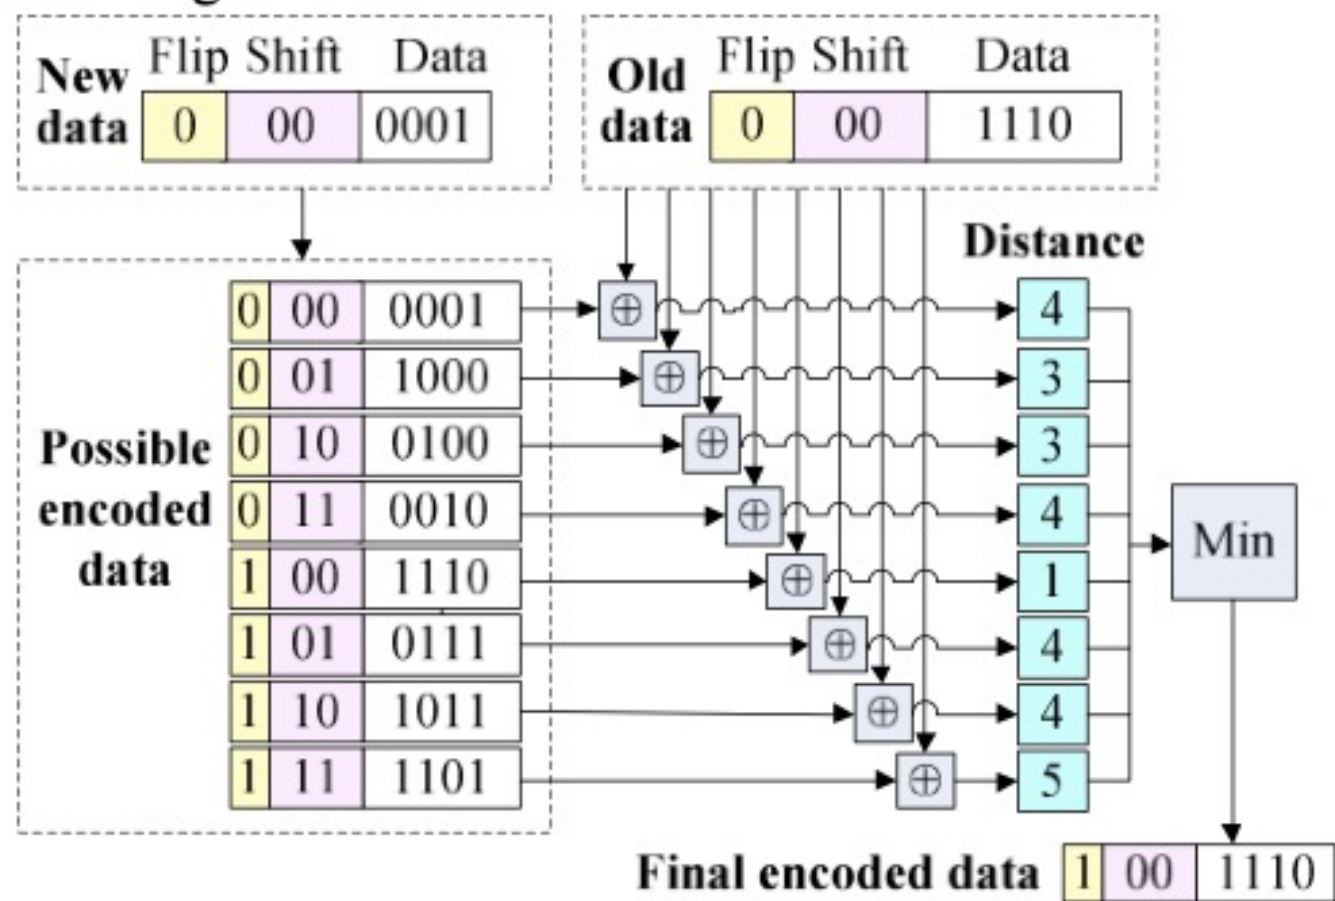 New data Flip Shift Data
0 00 0001
Old data Flip Shift Data
0 00 1110
Distance
0 00 0001 ⊕ 4
0 01 1000 ⊕ 3
0 10 0100 ⊕ 3
0 11 0010 ⊕ 4
1 00 1110 ⊕ 1
1 01 0111 ⊕ 4
1 10 1011 ⊕ 4
1 11 1101 ⊕ 5
Possible
encoded
data
Min
Final encoded data 1 00 1110